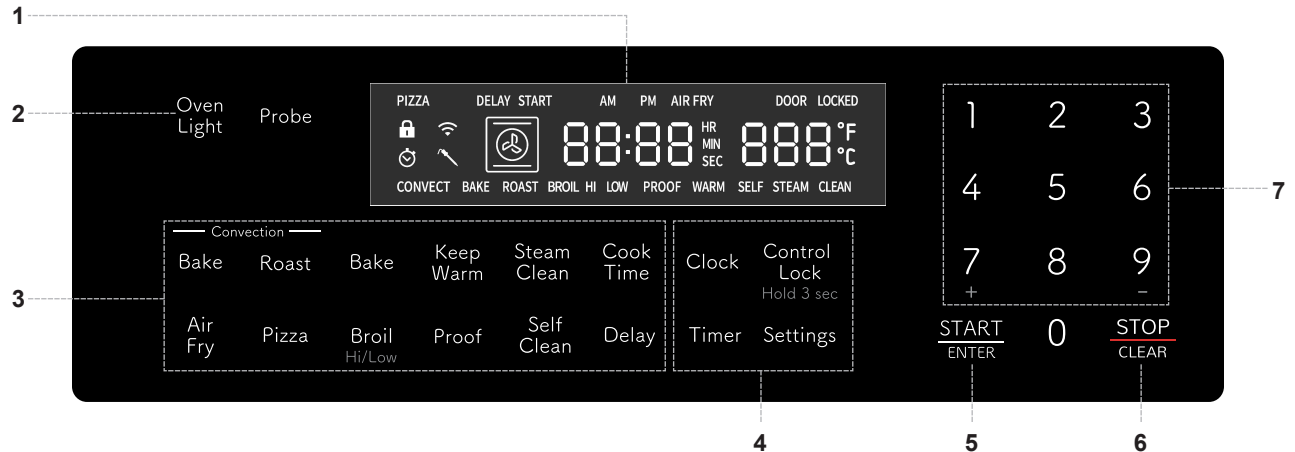 1
2
Oven
Light
Probe
PIZZA DELAY START AM PM AIR FRY DOOR LOCKED
88:88 HR MIN SEC 888 °F °C
CONVECT BAKE ROAST BROIL HI LOW PROOF WARM SELF STEAM CLEAN
3
Convection
Bake
Roast
Bake
Keep
Warm
Steam
Clean
Cook
Time
Air
Fry
Pizza
Broil
Hi/Low
Proof
Self
Clean
Delay
Clock
Control
Lock
Hold 3 sec
Timer
Settings
4
1 2 3
4 5 6
7 8 9
+ -
0
7
START
ENTER
STOP
CLEAR
5
6